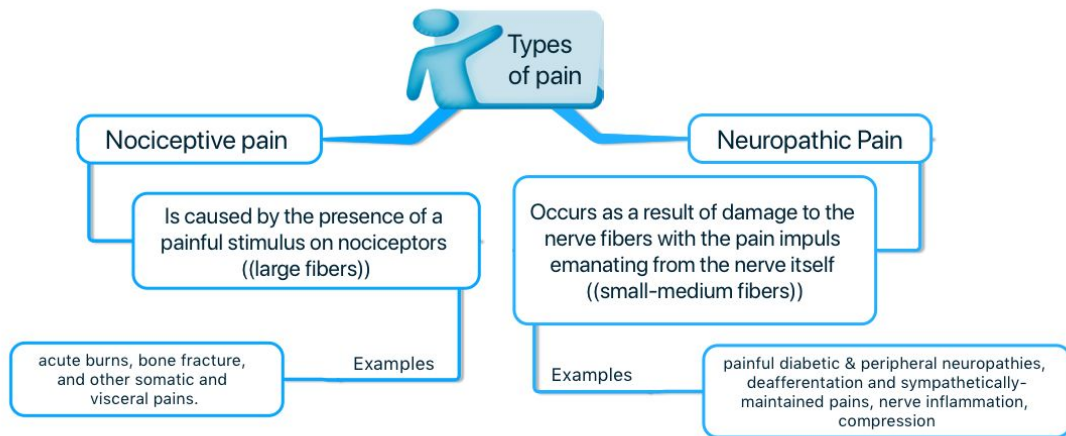 Types
of pain
Nociceptive pain
Is caused by the presence of a
painful stimulus on nociceptors
((large fibers))
Examples
acute burns, bone fracture,
and other somatic and
visceral pains.
Neuropathic Pain
Occurs as a result of damage to the
nerve fibers with the pain impuls
emanating from the nerve itself
((small-medium fibers))
Examples
painful diabetic & peripheral neuropathies,
deafferentation and sympathetically-
maintained pains, nerve inflammation,
compression